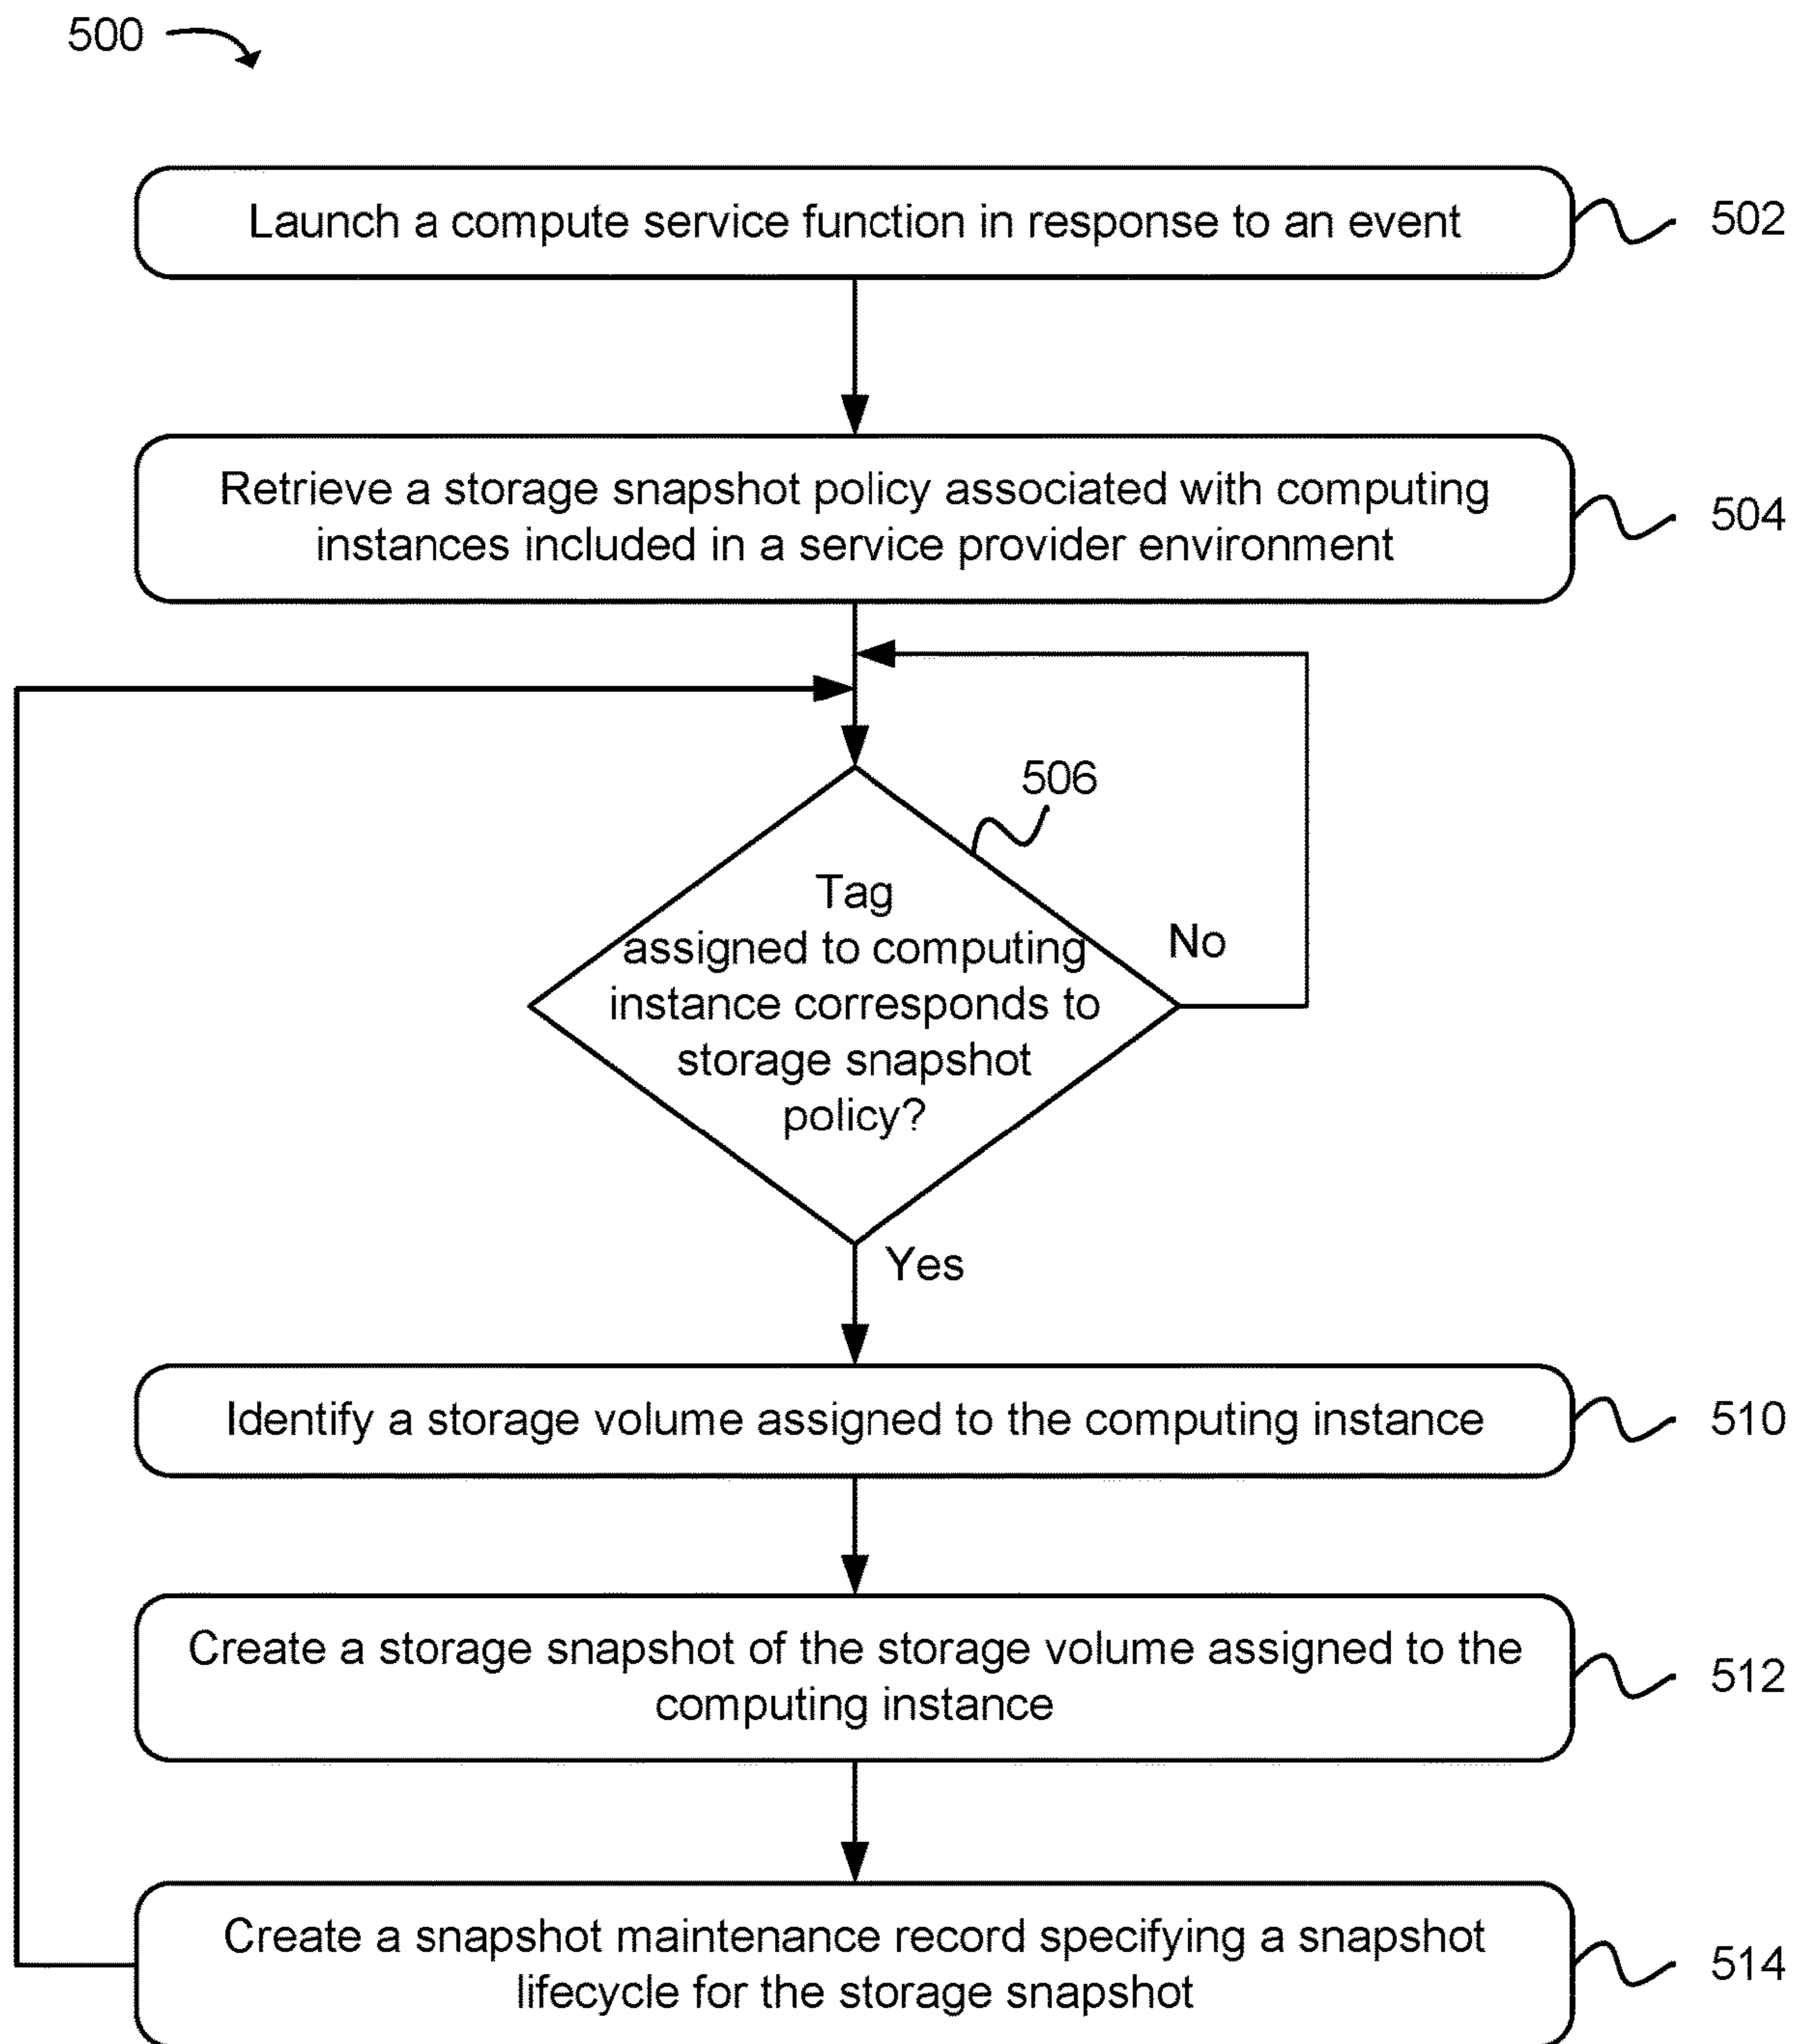 500
Launch a compute service function in response to an event
502
Retrieve a storage snapshot policy associated with computing
instances included in a service provider environment
504
506
Tag
assigned to computing
instance corresponds to
storage snapshot
policy?
No
Yes
Identify a storage volume assigned to the computing instance
510
Create a storage snapshot of the storage volume assigned to the
computing instance
512
Create a snapshot maintenance record specifying a snapshot
lifecycle for the storage snapshot
514